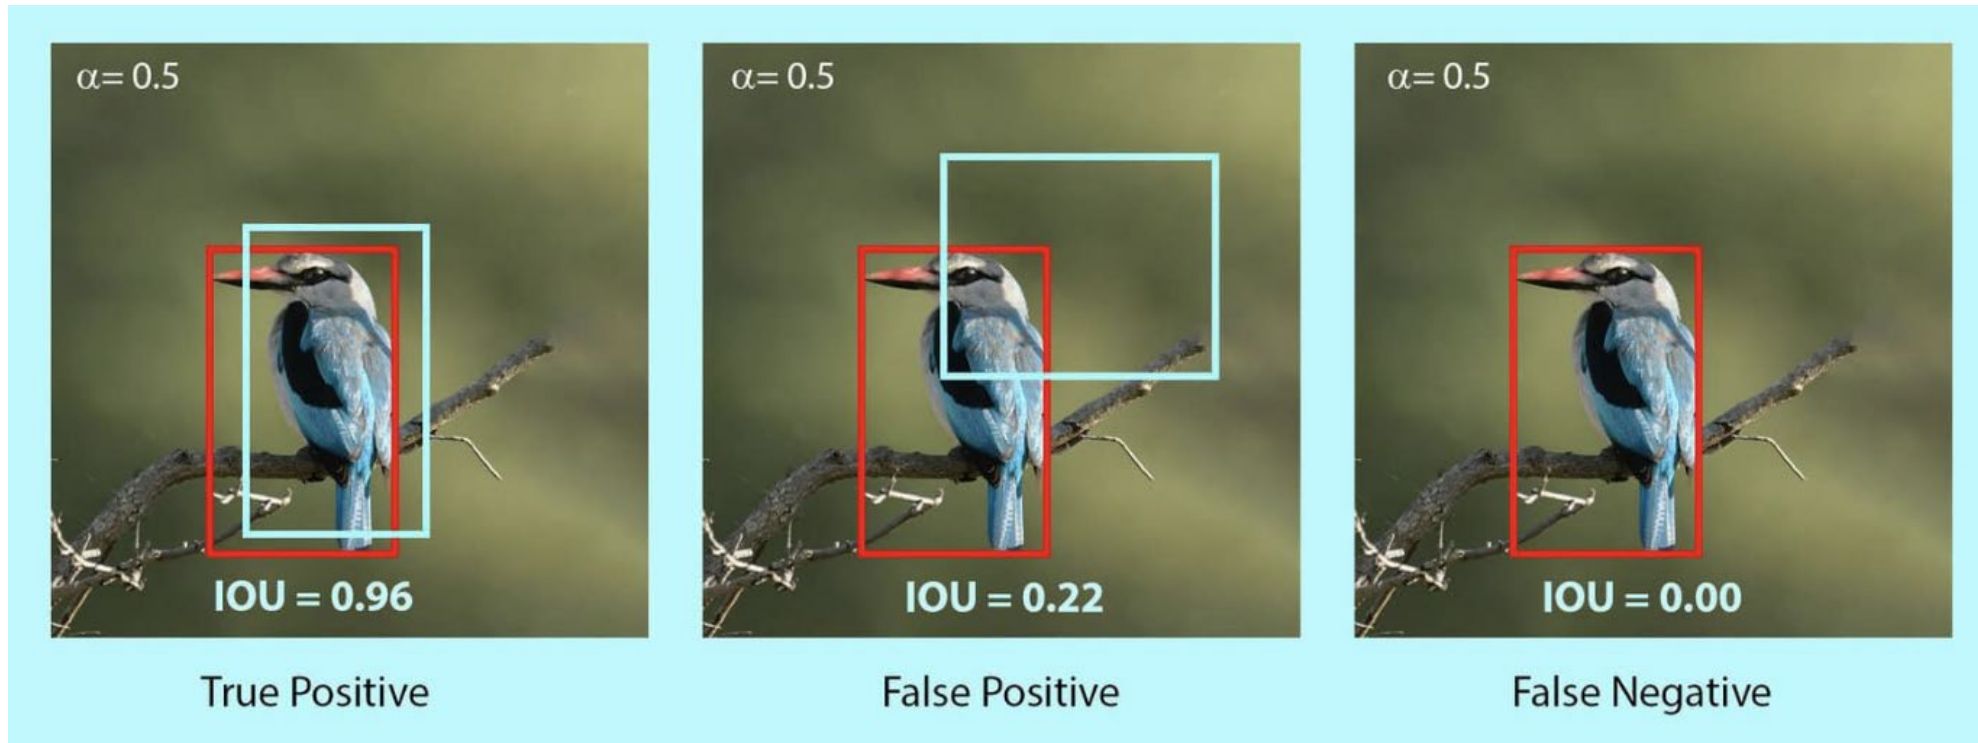 α= 0.5
α= 0.5
α= 0.5
IOU = 0.96
IOU = 0.22
IOU = 0.00
True Positive
False Positive
False Negative